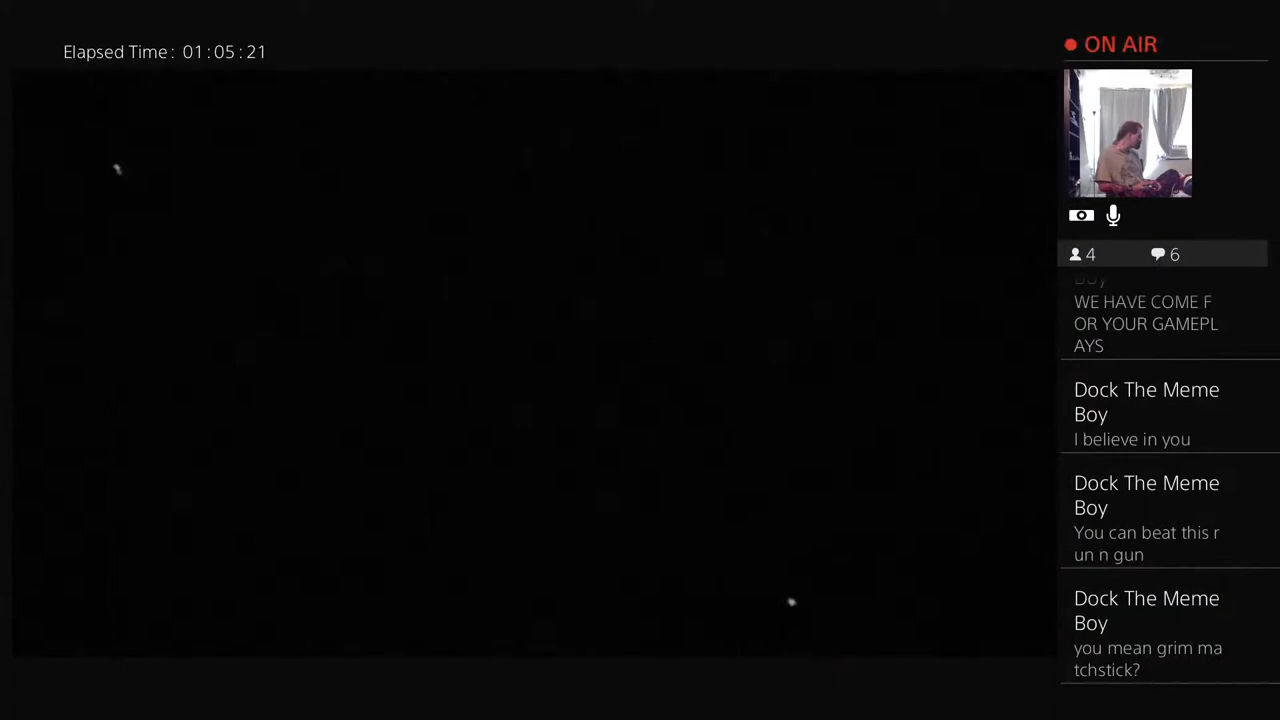 Elapsed Time: 01:05:21
ON AIR
4
6
Boy
WE HAVE COME F
OR YOUR GAMEPL
AYS
Dock The Meme
Boy
I believe in you
Dock The Meme
Boy
You can beat this r
un n gun
Dock The Meme
Boy
you mean grim ma
tchstick?